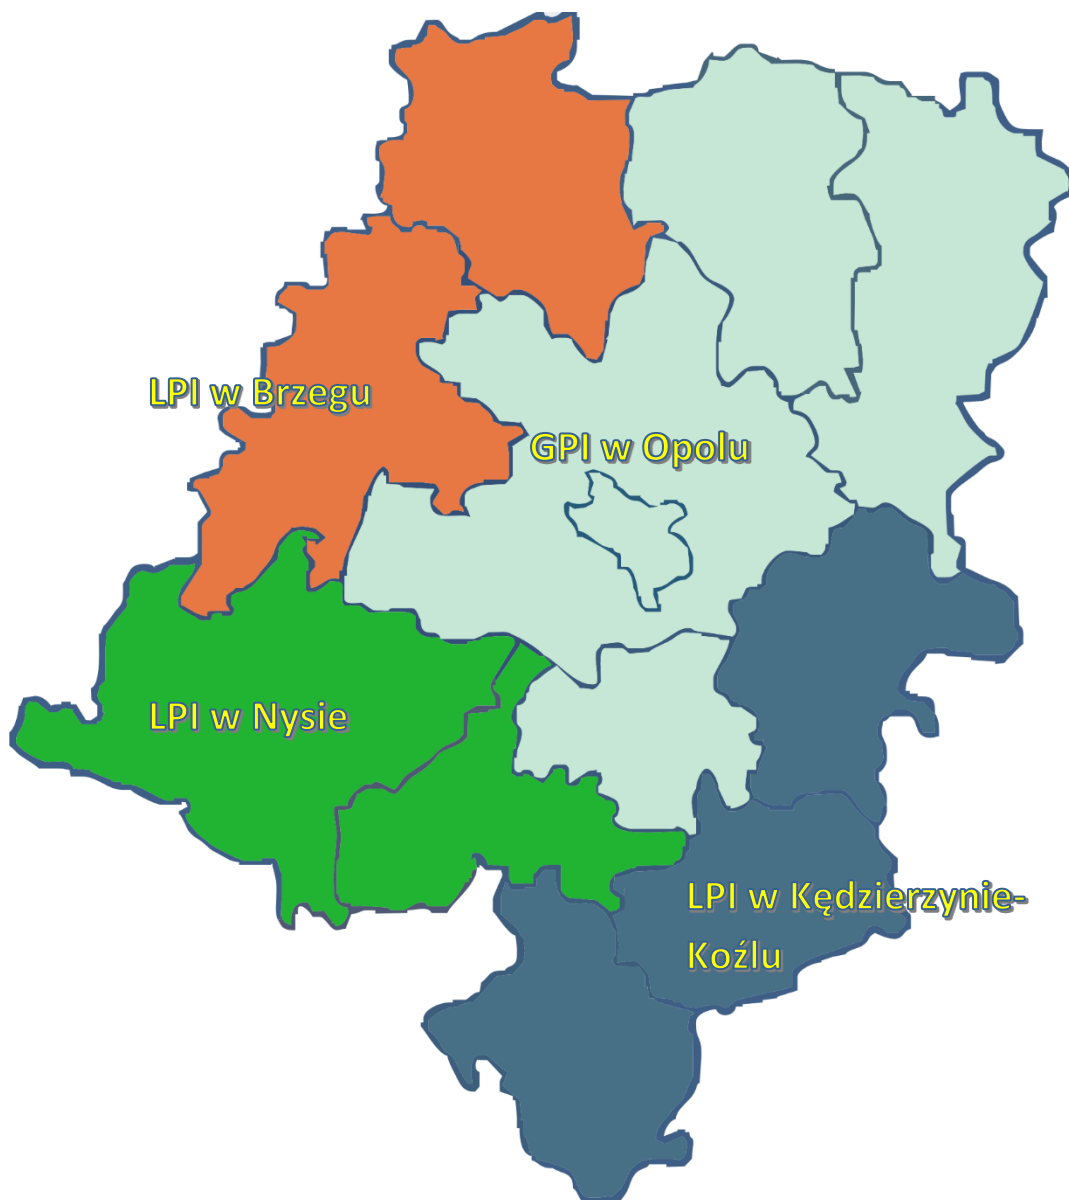 LPI w Brzegu
GPI w Opolu
LPI w Nysie
LPI w Kędzierzynie-
Koźlu